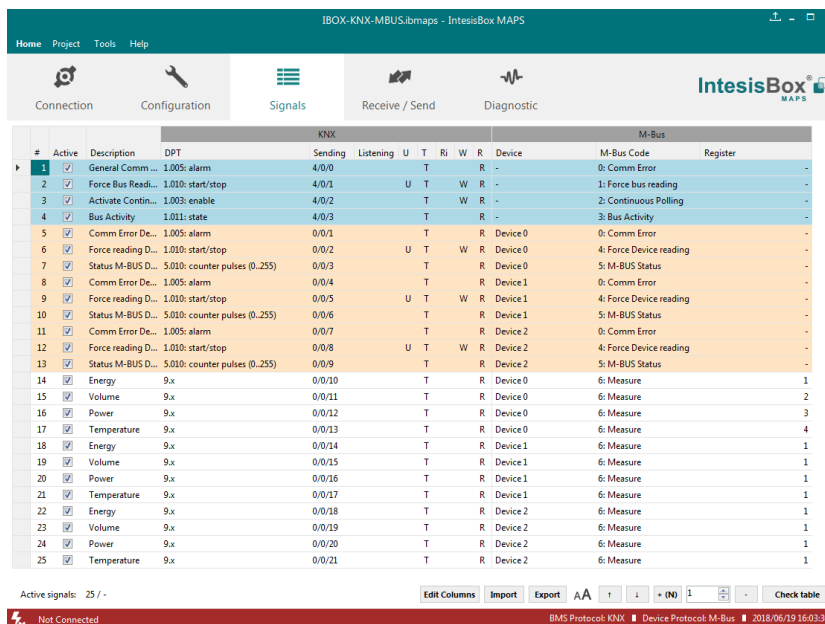 IBOX-KNX-MBUS.ibmaps - IntesisBox MAPS
Home Project Tools Help
Connection Configuration Signals Receive / Send Diagnostic
IntesisBox®
MAPS
KNX M-Bus
# Active Description DPT Sending Listening U T Ri W R Device M-Bus Code Register
1 General Comm ... 1.005: alarm 4/0/0 T R - 0: Comm Error -
2 Force Bus Readi... 1.010: start/stop 4/0/1 U T W R - 1: Force bus reading -
3 Activate Contin... 1.003: enable 4/0/2 T W R - 2: Continuous Polling -
4 Bus Activity 1.011: state 4/0/3 T R - 3: Bus Activity -
5 Comm Error De... 1.005: alarm 0/0/1 T R Device 0 0: Comm Error -
6 Force reading D... 1.010: start/stop 0/0/2 U T W R Device 0 4: Force Device reading -
7 Status M-BUS D... 5.010: counter pulses (0..255) 0/0/3 T R Device 0 5: M-BUS Status -
8 Comm Error De... 1.005: alarm 0/0/4 T R Device 1 0: Comm Error -
9 Force reading D... 1.010: start/stop 0/0/5 U T W R Device 1 4: Force Device reading -
10 Status M-BUS D... 5.010: counter pulses (0..255) 0/0/6 T R Device 1 5: M-BUS Status -
11 Comm Error De... 1.005: alarm 0/0/7 T R Device 2 0: Comm Error -
12 Force reading D... 1.010: start/stop 0/0/8 U T W R Device 2 4: Force Device reading -
13 Status M-BUS D... 5.010: counter pulses (0..255) 0/0/9 T R Device 2 5: M-BUS Status -
14 Energy 9.x 0/0/10 T R Device 0 6: Measure 1
15 Volume 9.x 0/0/11 T R Device 0 6: Measure 2
16 Power 9.x 0/0/12 T R Device 0 6: Measure 3
17 Temperature 9.x 0/0/13 T R Device 0 6: Measure 4
18 Energy 9.x 0/0/14 T R Device 1 6: Measure 1
19 Volume 9.x 0/0/15 T R Device 1 6: Measure 1
20 Power 9.x 0/0/16 T R Device 1 6: Measure 1
21 Temperature 9.x 0/0/17 T R Device 1 6: Measure 1
22 Energy 9.x 0/0/18 T R Device 2 6: Measure 1
23 Volume 9.x 0/0/19 T R Device 2 6: Measure 1
24 Power 9.x 0/0/20 T R Device 2 6: Measure 1
25 Temperature 9.x 0/0/21 T R Device 2 6: Measure 1
Active signals: 25 / - Edit Columns Import Export AA ↑ ↓ + (N) 1 - Check table
Not Connected BMS Protocol: KNX Device Protocol: M-Bus 2018/06/19 16:03:3